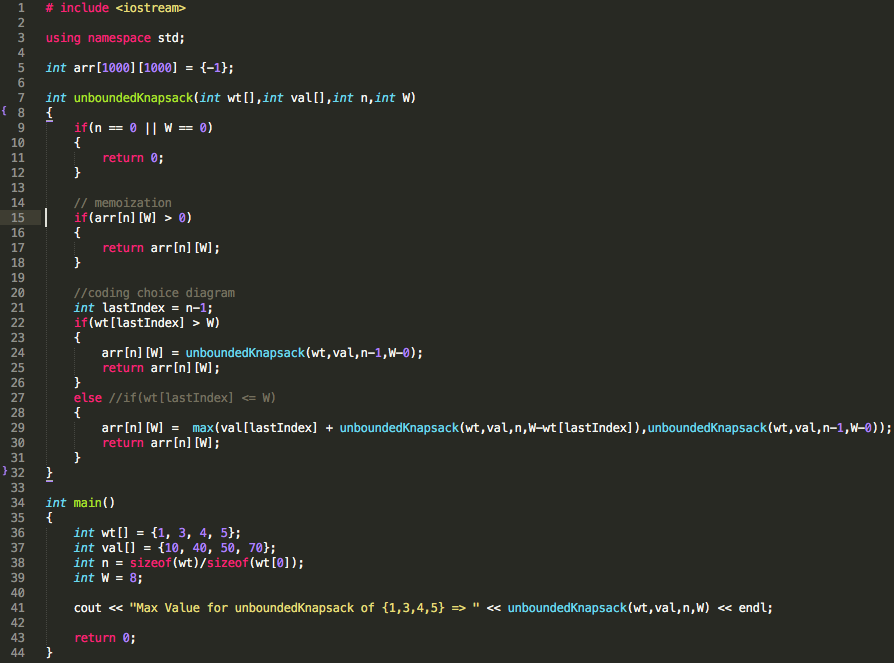 1 # include <iostream>
2
3 using namespace std;
4
5 int arr[1000][1000] = {-1};
6
7 int unboundedKnapsack(int wt[],int val[],int n,int W)
{ 8 {
9     if(n == 0 || W == 0)
10     {
11         return 0;
12     }
13
14     // memoization
15     if(arr[n][W] > 0)
16     {
17         return arr[n][W];
18     }
19
20     //coding choice diagram
21     int lastIndex = n-1;
22     if(wt[lastIndex] > W)
23     {
24         arr[n][W] = unboundedKnapsack(wt,val,n-1,W-0);
25         return arr[n][W];
26     }
27     else //if(wt[lastIndex] <= W)
28     {
29         arr[n][W] =  max(val[lastIndex] + unboundedKnapsack(wt,val,n,W-wt[lastIndex]),unboundedKnapsack(wt,val,n-1,W-0));
30         return arr[n][W];
31     }
} 32 }
33
34 int main()
35 {
36     int wt[] = {1, 3, 4, 5};
37     int val[] = {10, 40, 50, 70};
38     int n = sizeof(wt)/sizeof(wt[0]);
39     int W = 8;
40
41     cout << "Max Value for unboundedKnapsack of {1,3,4,5} => " << unboundedKnapsack(wt,val,n,W) << endl;
42
43     return 0;
44 }